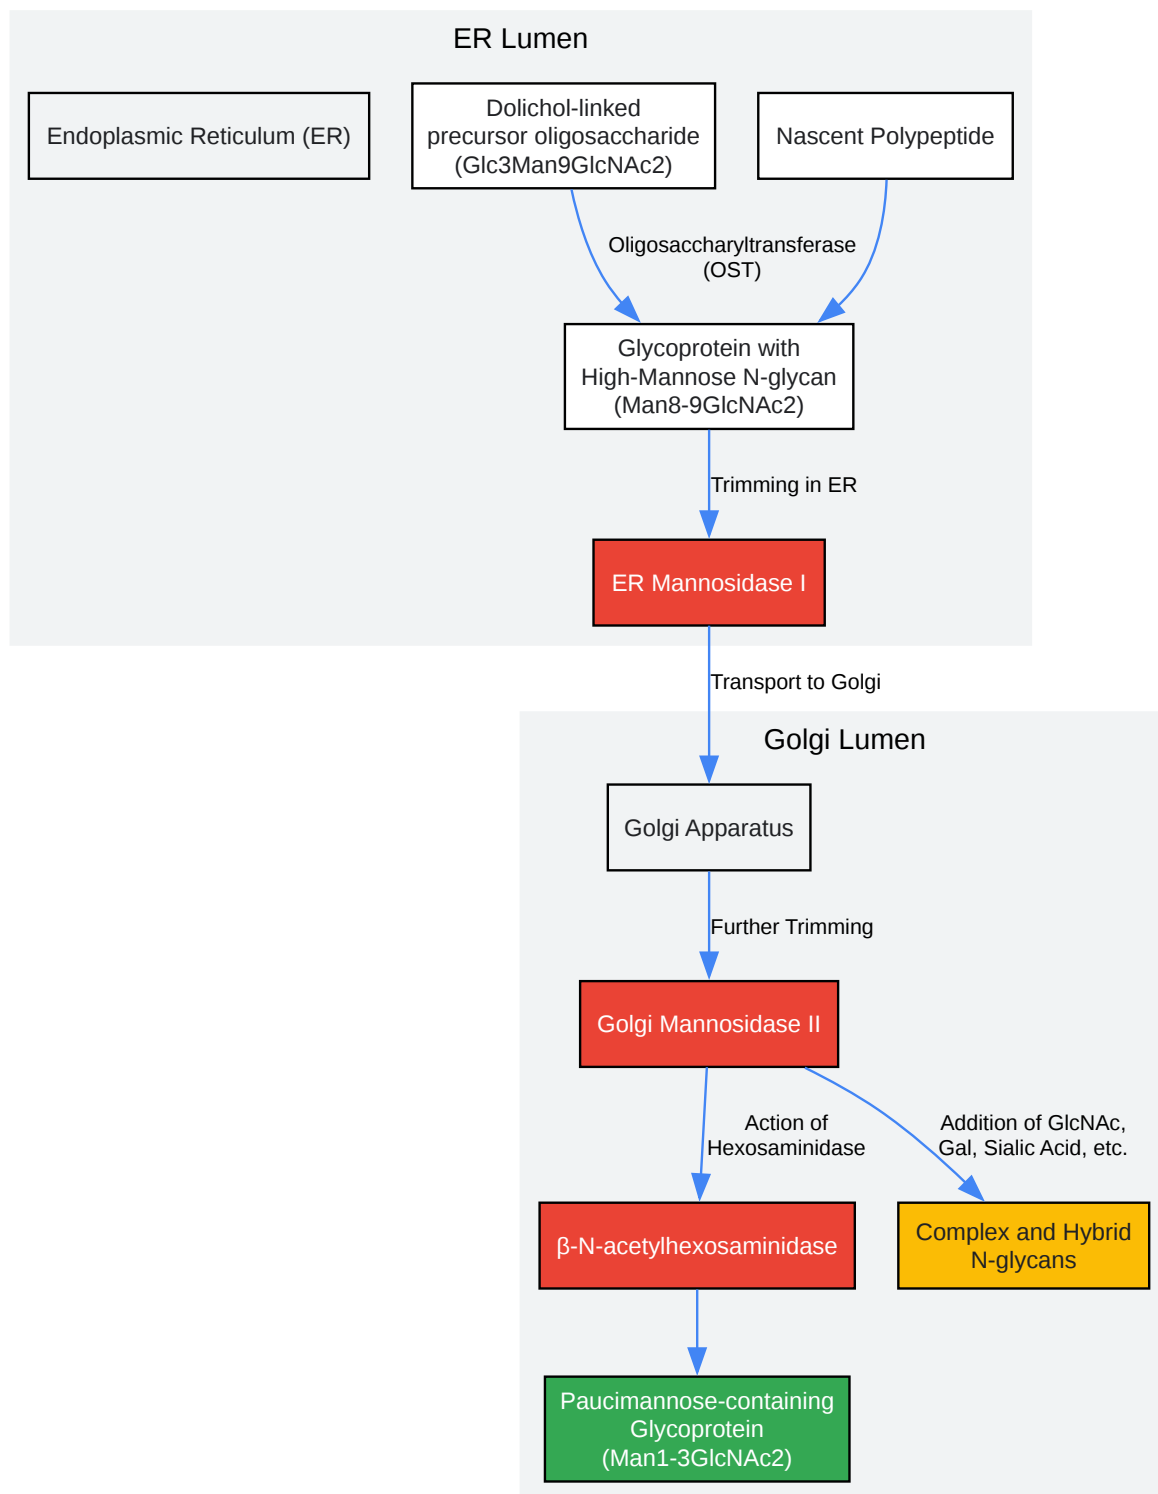 ER Lumen
Endoplasmic Reticulum (ER)
Dolichol-linked
precursor oligosaccharide
(Glc3Man9GlcNAc2)
Nascent Polypeptide
Oligosaccharyltransferase
(OST)
Glycoprotein with
High-Mannose N-glycan
(Man8-9GlcNAc2)
Trimming in ER
ER Mannosidase I
Transport to Golgi
Golgi Lumen
Golgi Apparatus
Further Trimming
Golgi Mannosidase II
Action of
Hexosaminidase
Addition of GlcNAc,
Gal, Sialic Acid, etc.
β-N-acetylhexosaminidase
Complex and Hybrid
N-glycans
Paucimannose-containing
Glycoprotein
(Man1-3GlcNAc2)